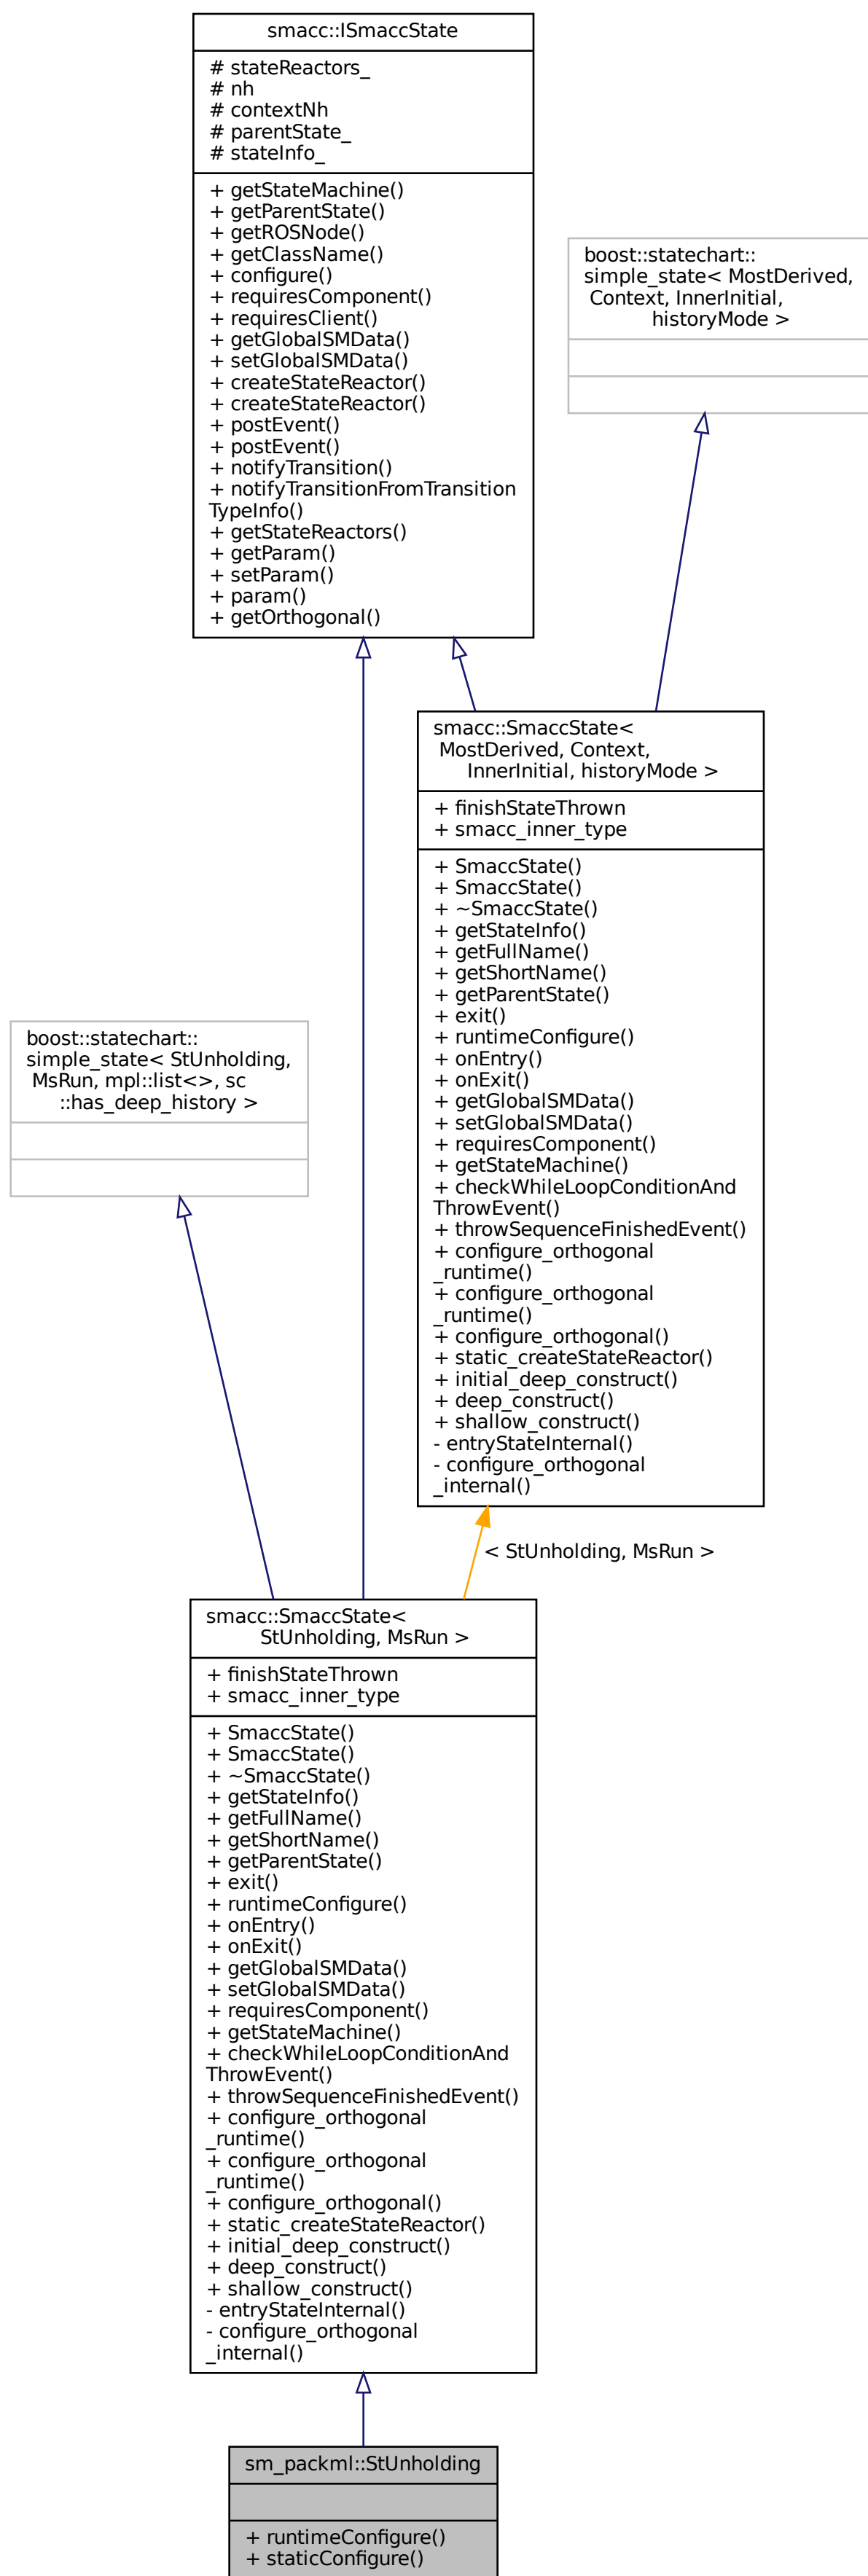 smacc::ISmaccState
# stateReactors_
# nh
# contextNh
# parentState_
# stateInfo_
+ getStateMachine()
+ getParentState()
+ getROSNode()
+ getClassName()
+ configure()
+ requiresComponent()
+ requiresClient()
+ getGlobalSMData()
+ setGlobalSMData()
+ createStateReactor()
+ createStateReactor()
+ postEvent()
+ postEvent()
+ notifyTransition()
+ notifyTransitionFromTransition
TypeInfo()
+ getStateReactors()
+ getParam()
+ setParam()
+ param()
+ getOrthogonal()
boost::statechart::
simple_state< MostDerived,
Context, InnerInitial,
historyMode >
smacc::SmaccState<
MostDerived, Context,
InnerInitial, historyMode >
+ finishStateThrown
+ smacc_inner_type
+ SmaccState()
+ SmaccState()
+ ~SmaccState()
+ getStateInfo()
+ getFullName()
+ getShortName()
+ getParentState()
+ exit()
+ runtimeConfigure()
+ onEntry()
+ onExit()
+ getGlobalSMData()
+ setGlobalSMData()
+ requiresComponent()
+ getStateMachine()
+ checkWhileLoopConditionAnd
ThrowEvent()
+ throwSequenceFinishedEvent()
+ configure_orthogonal
_runtime()
+ configure_orthogonal
_runtime()
+ configure_orthogonal()
+ static_createStateReactor()
+ initial_deep_construct()
+ deep_construct()
+ shallow_construct()
- entryStateInternal()
- configure_orthogonal
_internal()
boost::statechart::
simple_state< StUnholding,
MsRun, mpl::list<>, sc
::has_deep_history >
< StUnholding, MsRun >
smacc::SmaccState<
StUnholding, MsRun >
+ finishStateThrown
+ smacc_inner_type
+ SmaccState()
+ SmaccState()
+ ~SmaccState()
+ getStateInfo()
+ getFullName()
+ getShortName()
+ getParentState()
+ exit()
+ runtimeConfigure()
+ onEntry()
+ onExit()
+ getGlobalSMData()
+ setGlobalSMData()
+ requiresComponent()
+ getStateMachine()
+ checkWhileLoopConditionAnd
ThrowEvent()
+ throwSequenceFinishedEvent()
+ configure_orthogonal
_runtime()
+ configure_orthogonal
_runtime()
+ configure_orthogonal()
+ static_createStateReactor()
+ initial_deep_construct()
+ deep_construct()
+ shallow_construct()
- entryStateInternal()
- configure_orthogonal
_internal()
sm_packml::StUnholding
+ runtimeConfigure()
+ staticConfigure()